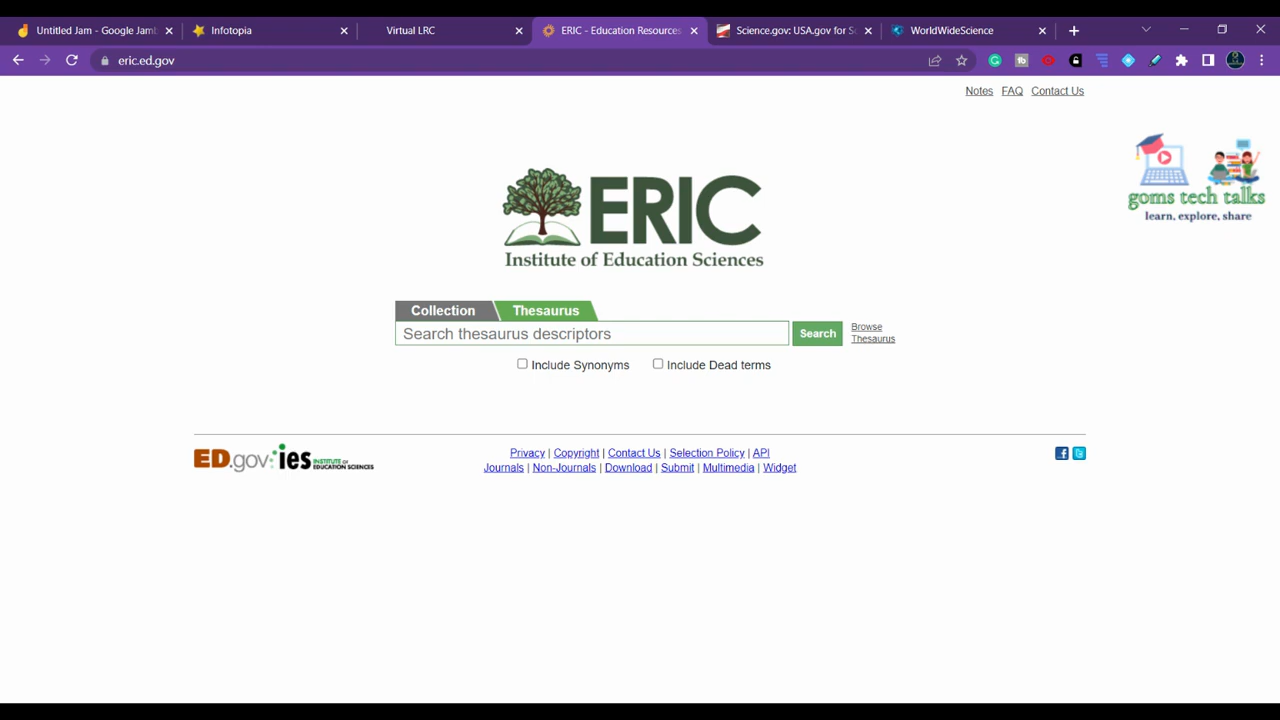 Untitled Jam - Google Jamb
Infotopia
Virtual LRC
ERIC - Education Resources
Science.gov: USA.gov for S
WorldWideScience
eric.ed.gov
Notes FAQ Contact Us
goms tech talks
learn, explore, share
ERIC
Institute of Education Sciences
Collection Thesaurus
Search thesaurus descriptors
Search
Browse
Thesaurus
Include Synonyms
Include Dead terms
ED.gov
ies INSTITUTE OF
EDUCATION SCIENCES
Privacy | Copyright | Contact Us | Selection Policy | API
Journals | Non-Journals | Download | Submit | Multimedia | Widget